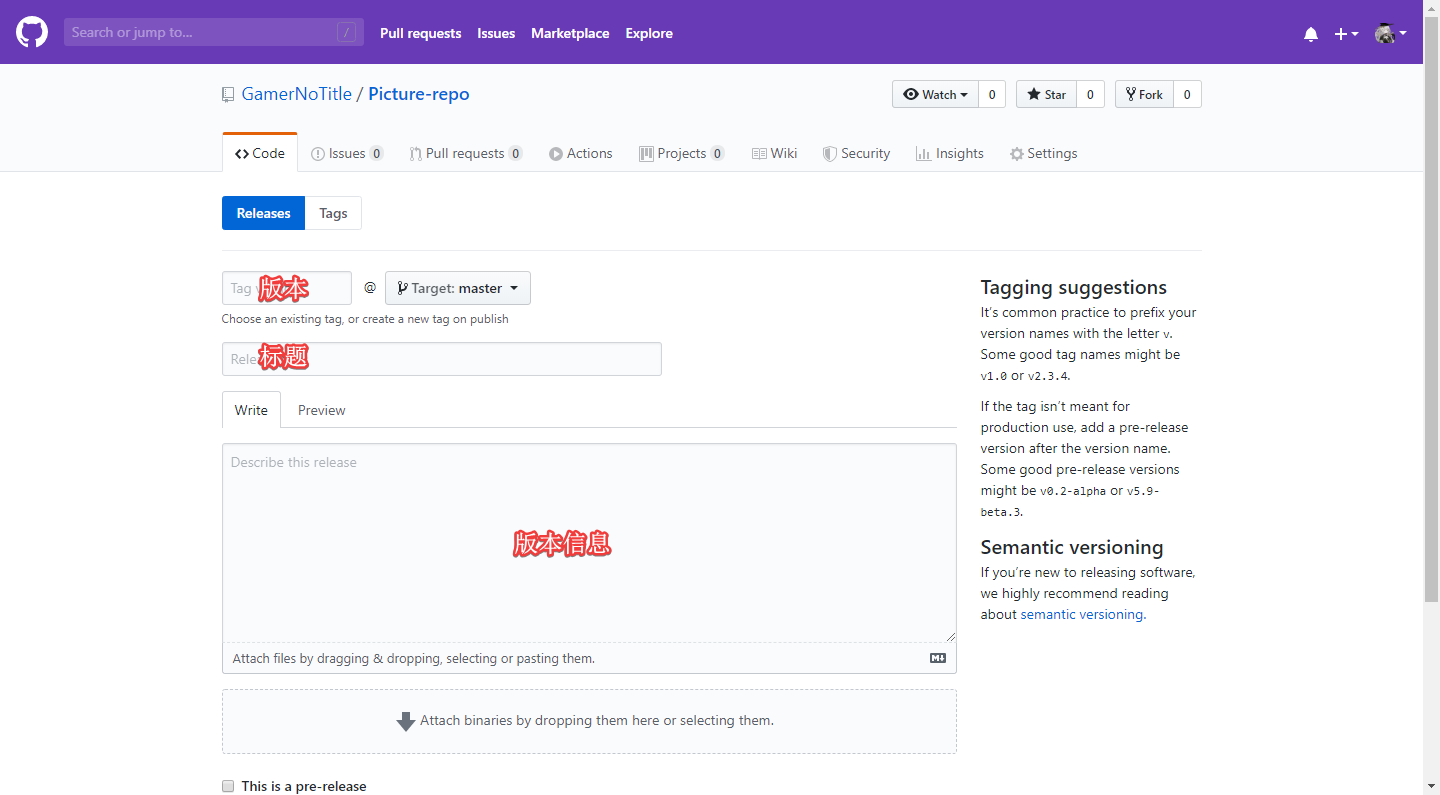 Search or jump to... /
Pull requests Issues Marketplace Explore
GamerNoTitle / Picture-repo
Watch 0 Star 0 Fork 0
Code Issues 0 Pull requests 0 Actions Projects 0 Wiki Security Insights Settings
Releases Tags
Tag 版本 @ Target: master
Choose an existing tag, or create a new tag on publish
标题
Write Preview
Describe this release
版本信息
Attach files by dragging & dropping, selecting or pasting them.
Attach binaries by dropping them here or selecting them.
This is a pre-release
Tagging suggestions
It’s common practice to prefix your
version names with the letter v.
Some good tag names might be
v1.0 or v2.3.4.
If the tag isn’t meant for
production use, add a pre-release
version after the version name.
Some good pre-release versions
might be v0.2-alpha or v5.9-
beta.3.
Semantic versioning
If you’re new to releasing software,
we highly recommend reading
about semantic versioning.